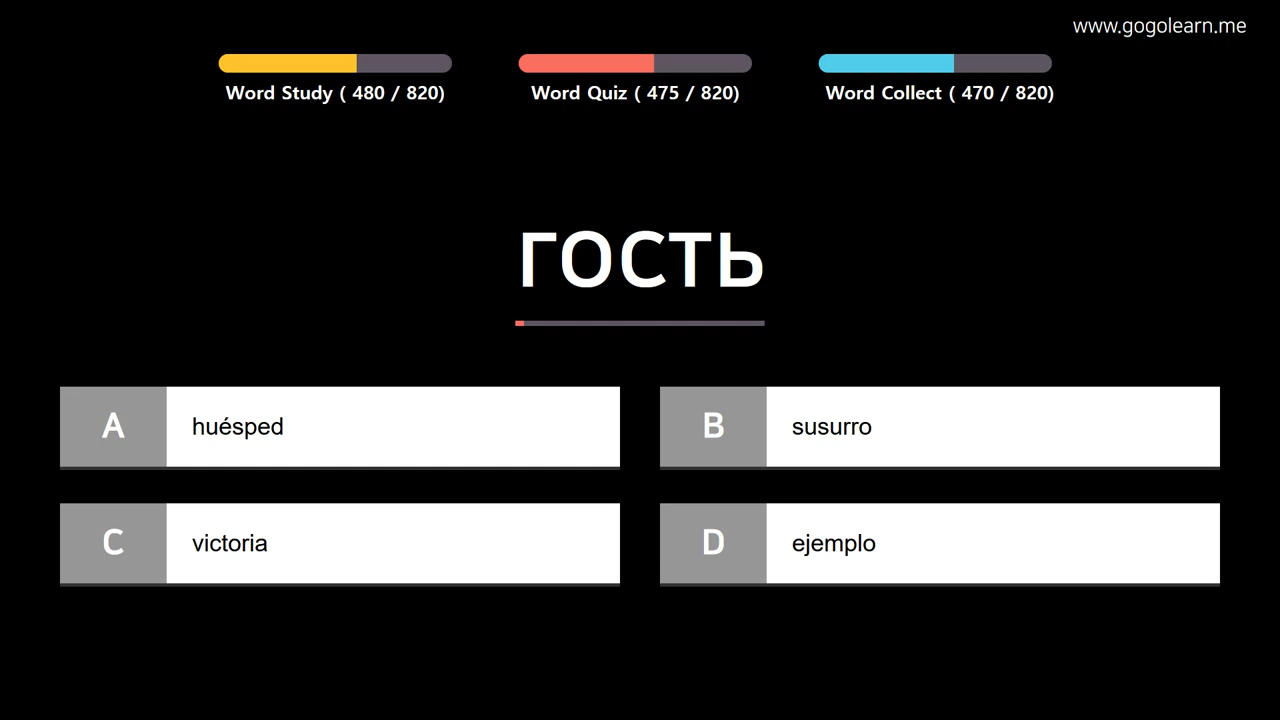 www.gogolearn.me
Word Study ( 480 / 820)
Word Quiz ( 475 / 820)
Word Collect ( 470 / 820)
гость
A huésped
B susurro
C victoria
D ejemplo